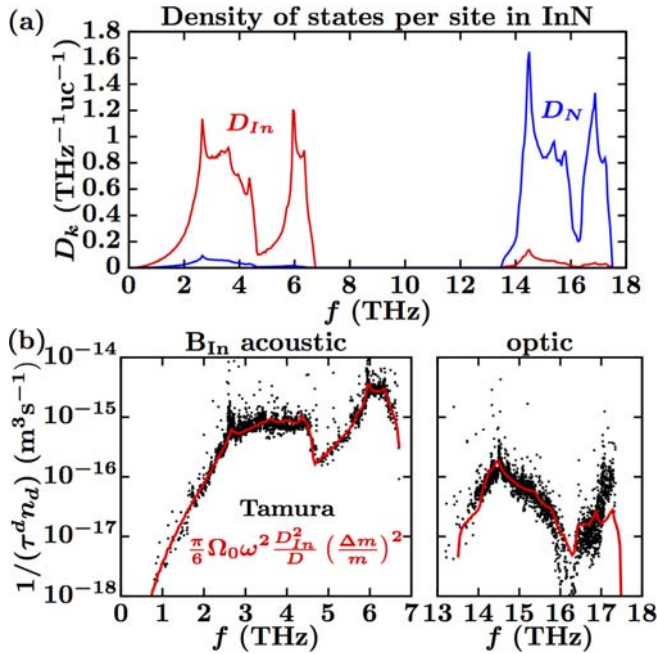 (a) Density of states per site in InN
D_k (THz⁻¹uc⁻¹)
1.8
1.6
1.4
1.2
1
0.8
0.6
0.4
0.2
0
D_In
D_N
0 2 4 6 8 10 12 14 16 18
f (THz)
(b) B_In acoustic optic
1/(τ^d n_d) (m³s⁻¹)
10⁻¹⁴
10⁻¹⁵
10⁻¹⁶
10⁻¹⁷
10⁻¹⁸
Tamura
π/6 Ω₀ω² D²_In/D (Δm/m)²
0 1 2 3 4 5 6 7
13 14 15 16 17 18
f (THz) f (THz)